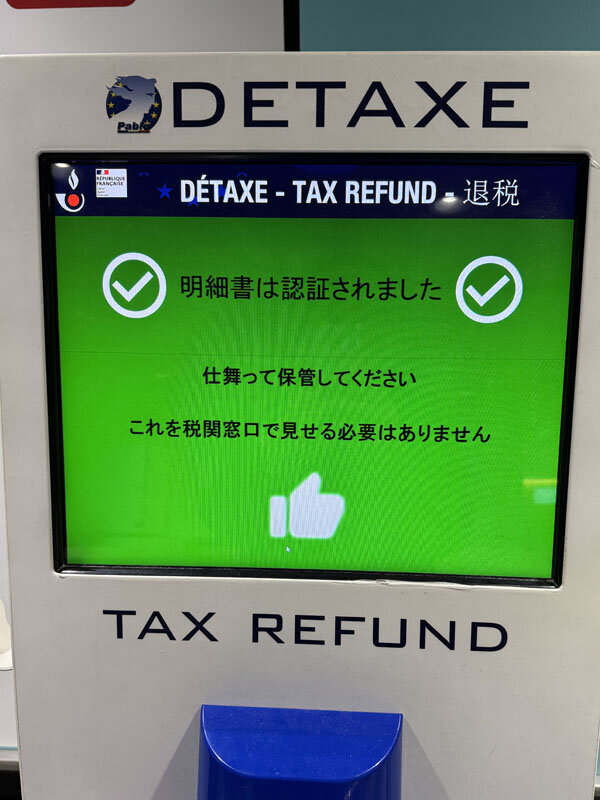 DETAXE
Pablo
RÉPUBLIQUE
FRANÇAISE
DÉTAXE - TAX REFUND - 退税
明細書は認証されました
仕舞って保管してください
これを税関窓口で見せる必要はありません
TAX REFUND